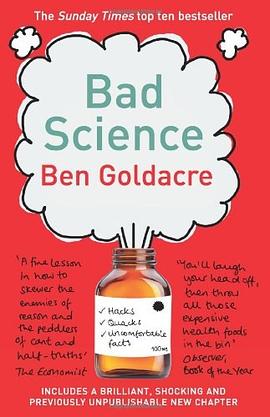 The Sunday Times top ten bestseller
Bad
Science
Ben Goldacre
✓ Hacks
✓ Quacks
✓ Uncomfortable
facts
100ml
'A fine lesson
in how to
skewer the
enemies of
reason and
the peddlers
of cant and
half-truths'
The Economist
'You'll laugh
your head off,
then throw
all those
expensive
health foods
in the bin'
Observer,
Book of the Year
INCLUDES A BRILLIANT, SHOCKING AND
PREVIOUSLY UNPUBLISHABLE NEW CHAPTER